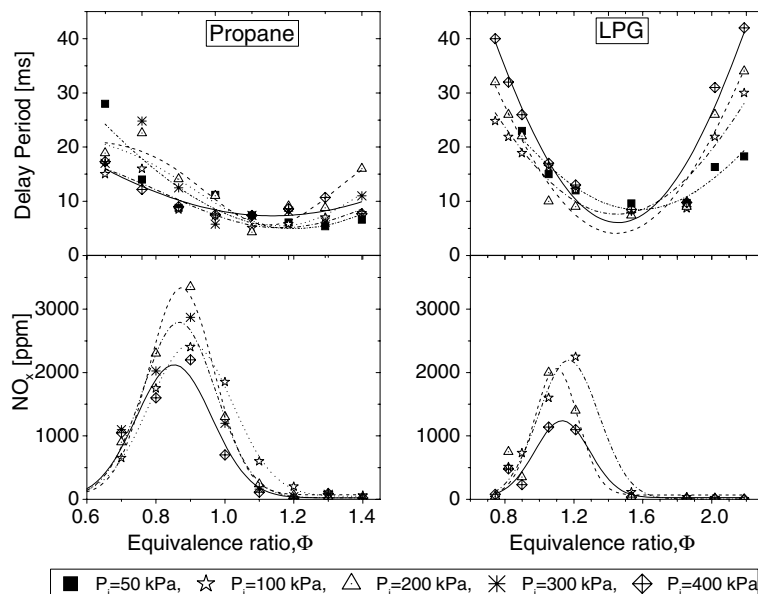 Propane
LPG
Delay Period [ms]
40
30
20
10
0
40
30
20
10
0
NOx [ppm]
3000
2000
1000
0
3000
2000
1000
0
0.6 0.8 1.0 1.2 1.4
0.8 1.2 1.6 2.0
Equivalence ratio,Φ
Equivalence ratio,Φ
Pi=50 kPa, Pi=100 kPa, Pi=200 kPa, Pi=300 kPa, Pi=400 kPa